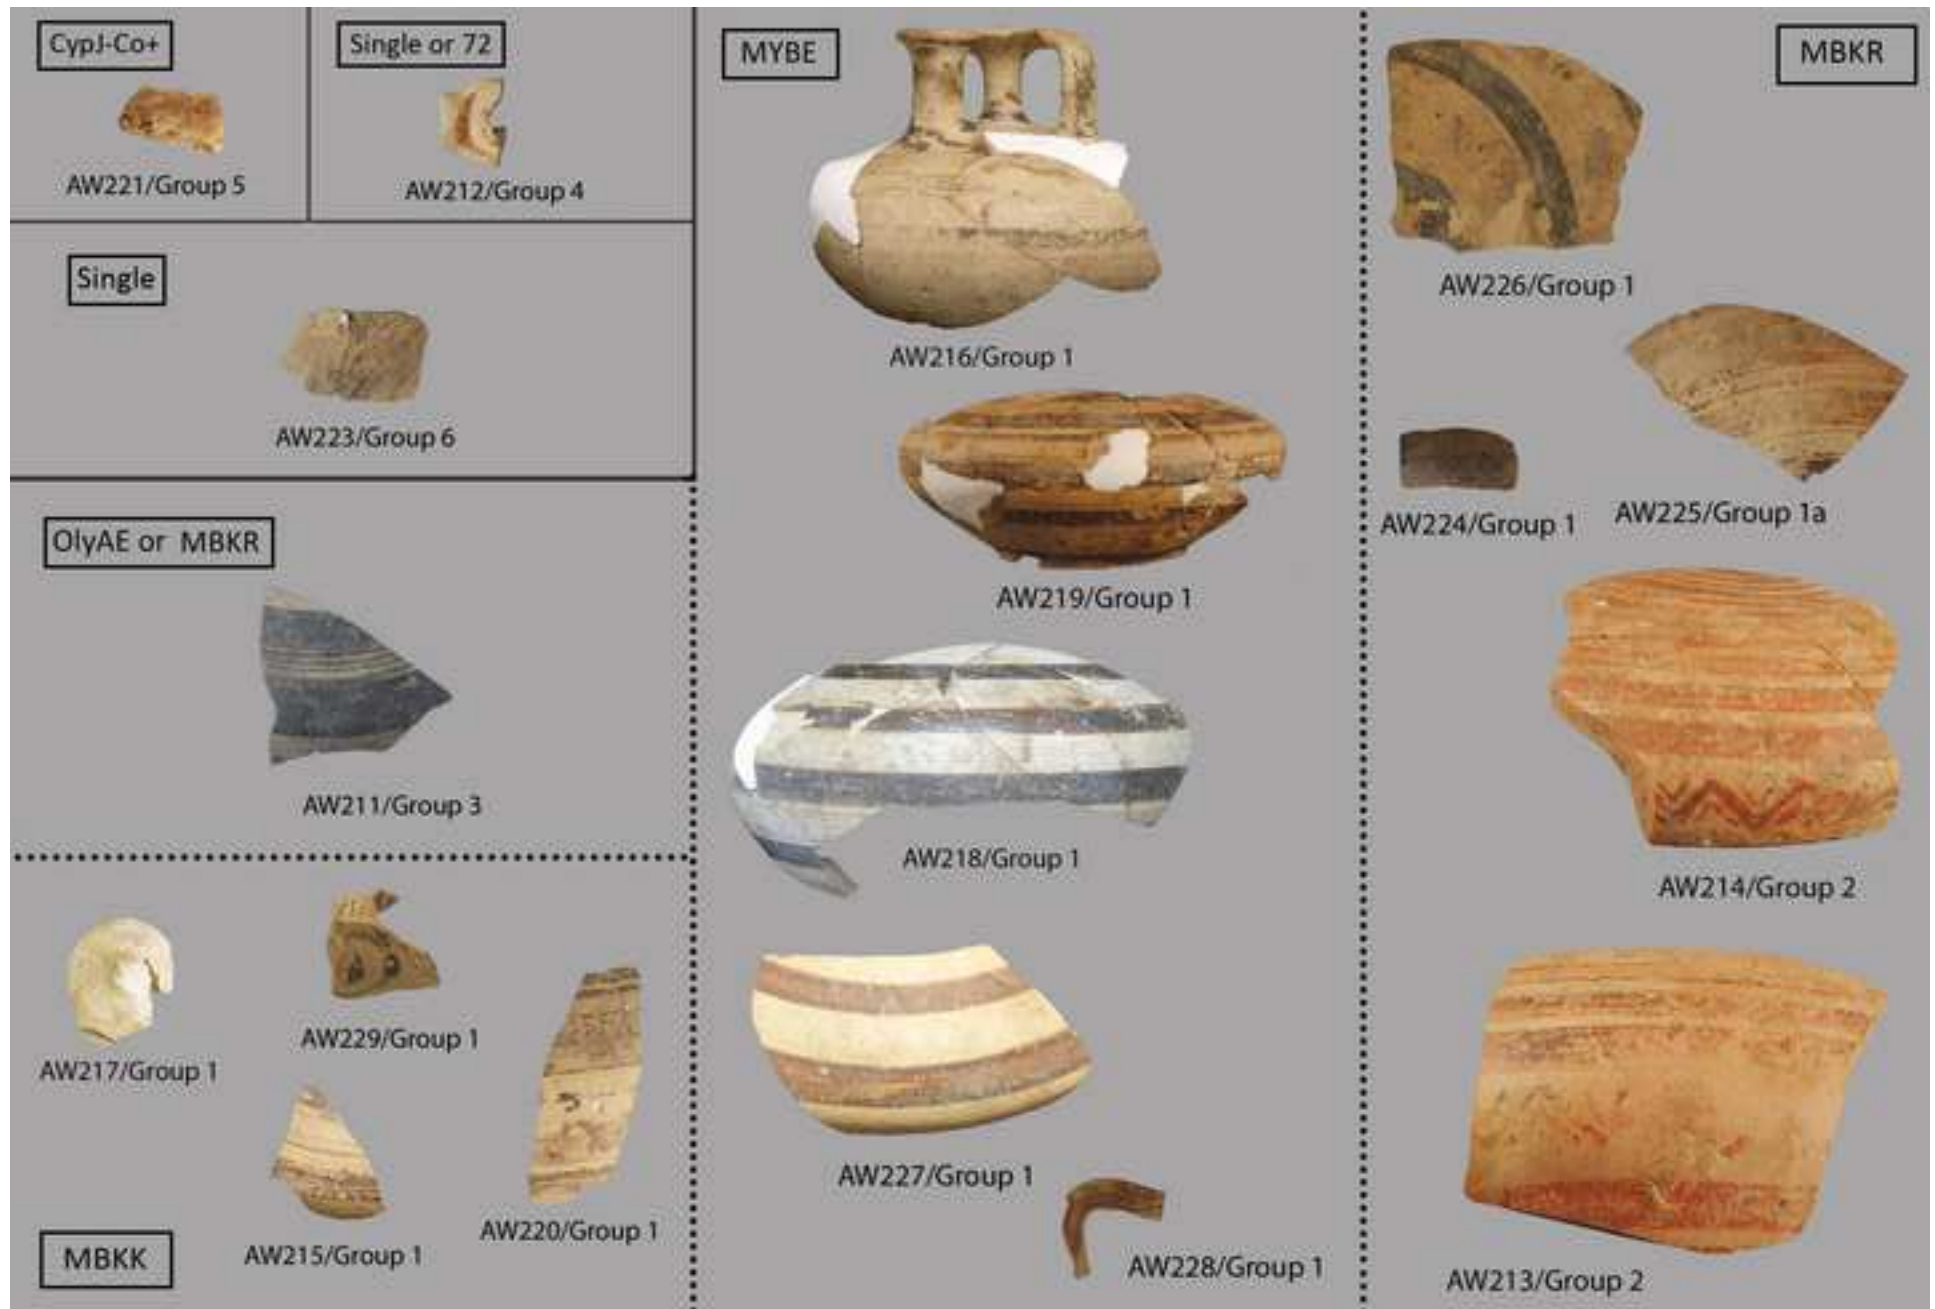 CypJ-Co+
AW221/Group 5
Single or 72
AW212/Group 4
Single
AW223/Group 6
OlyAE or MBKR
AW211/Group 3
AW217/Group 1
AW229/Group 1
AW215/Group 1
AW220/Group 1
MBKK
MYBE
AW216/Group 1
AW219/Group 1
AW218/Group 1
AW227/Group 1
AW228/Group 1
MBKR
AW226/Group 1
AW224/Group 1
AW225/Group 1a
AW214/Group 2
AW213/Group 2